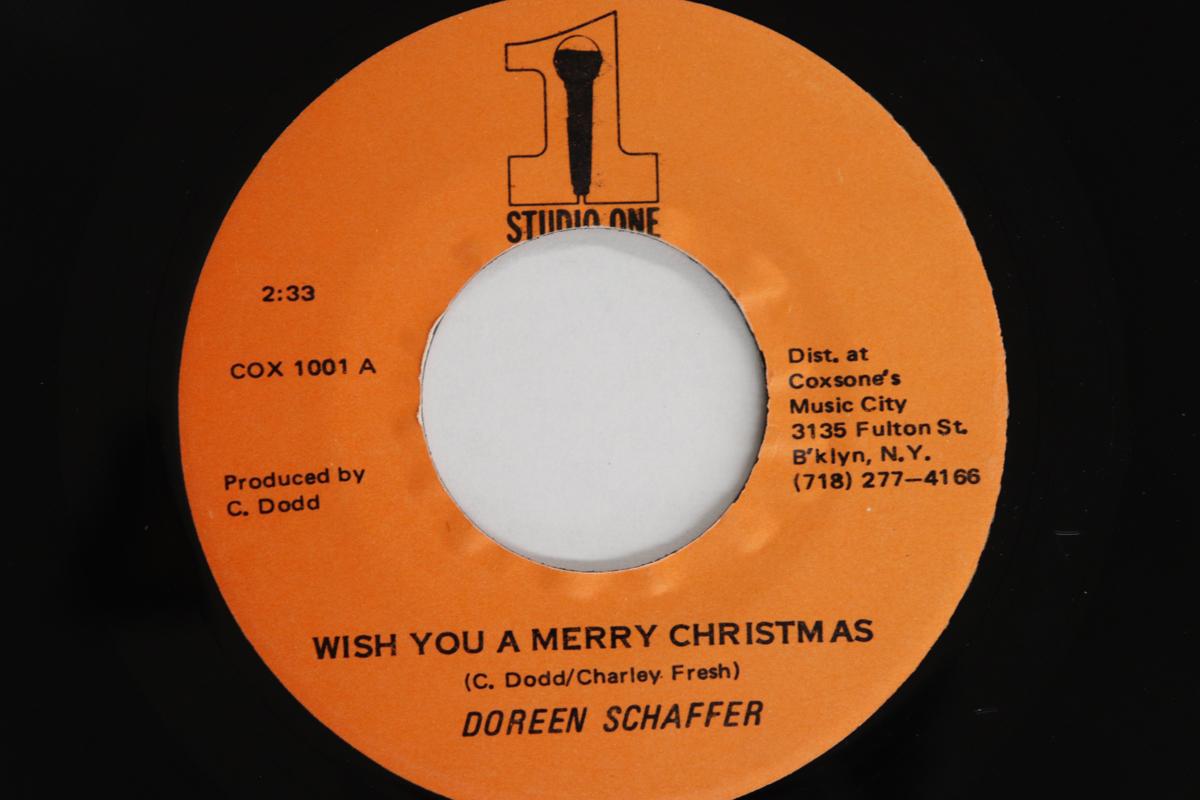 1
STUDIO ONE
2:33
COX 1001 A
Produced by
C. Dodd
Dist. at
Coxsone's
Music City
3135 Fulton St.
B'klyn, N.Y.
(718) 277-4166
WISH YOU A MERRY CHRISTMAS
(C. Dodd/Charley Fresh)
DOREEN SCHAFFER